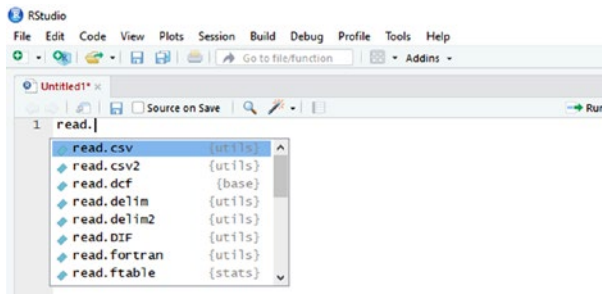 RStudio
File Edit Code View Plots Session Build Debug Profile Tools Help
Go to file/function Addins
Untitled1*
Source on Save Run
1 read.
read.csv {utils}
read.csv2 {utils}
read.dcf {base}
read.delim {utils}
read.delim2 {utils}
read.DIF {utils}
read.fortran {utils}
read.ftable {stats}